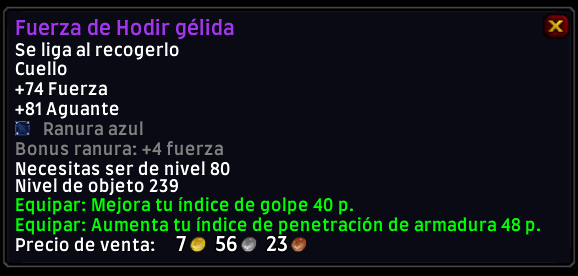 Fuerza de Hodir gélida
Se liga al recogerlo
Cuello
+74 Fuerza
+81 Aguante
Ranura azul
Bonus ranura: +4 fuerza
Necesitas ser de nivel 80
Nivel de objeto 239
Equipar: Mejora tu índice de golpe 40 p.
Equipar: Aumenta tu índice de penetración de armadura 48 p.
Precio de venta: 7 56 23